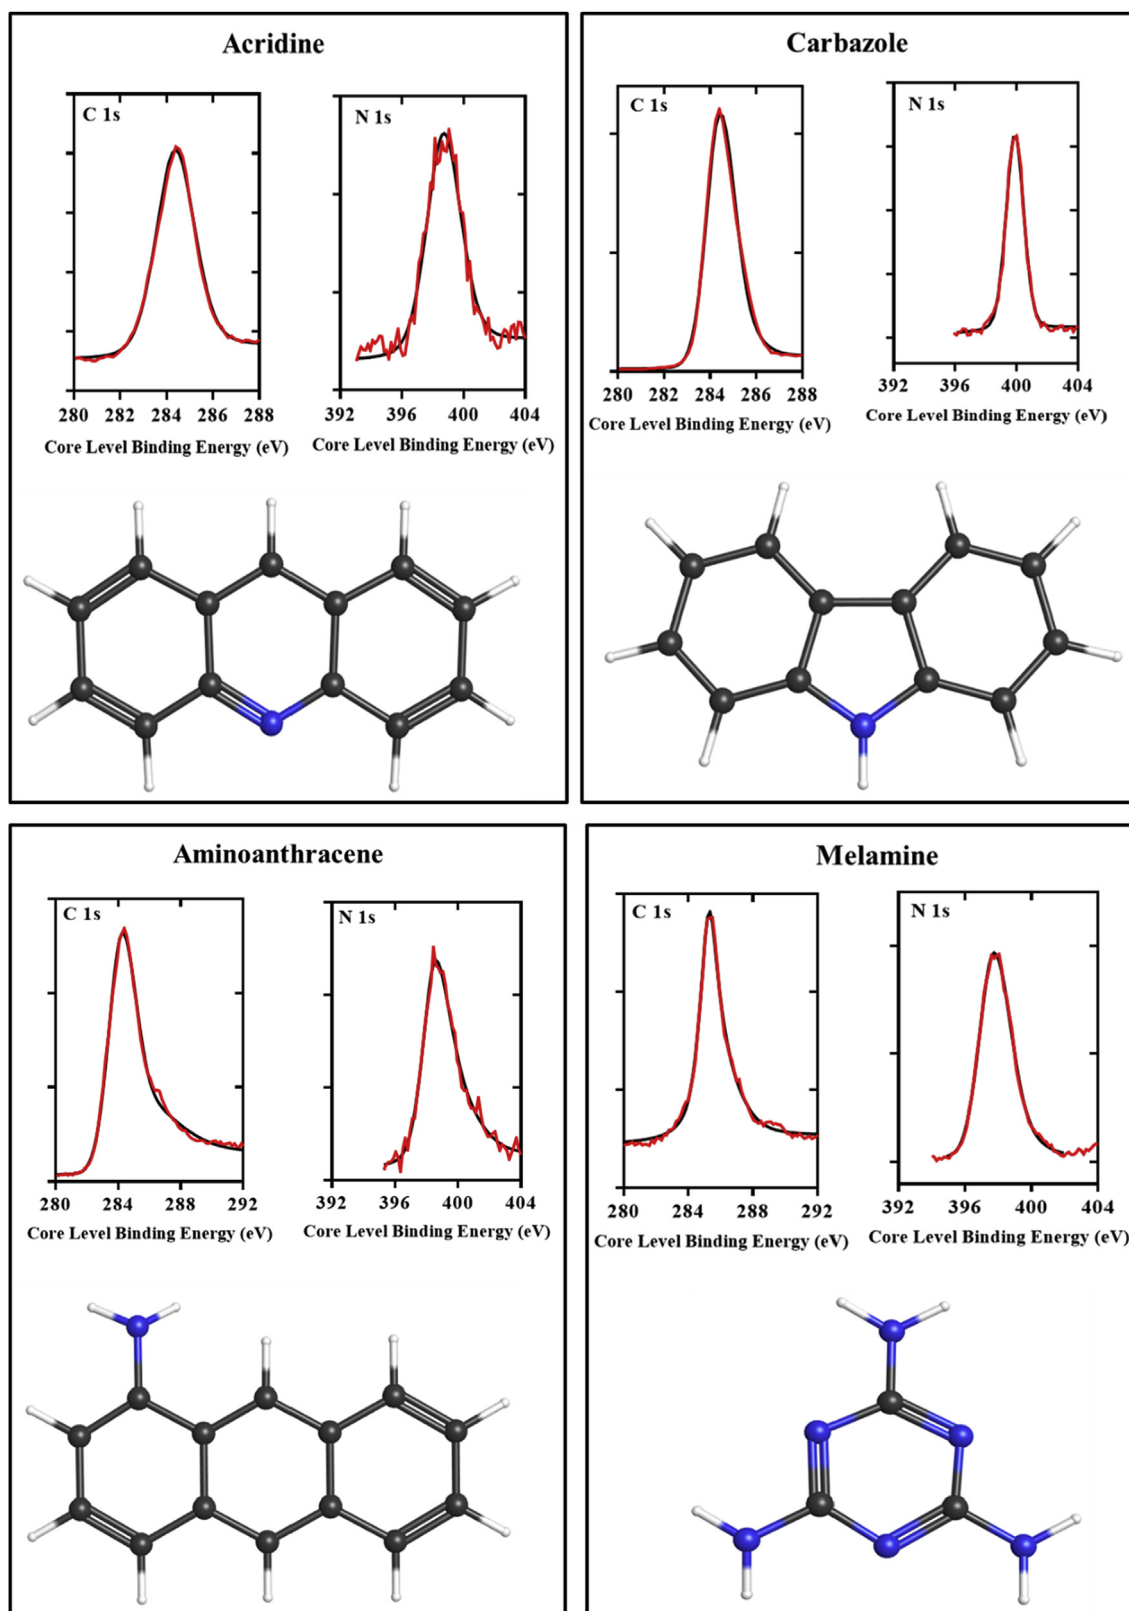 Acridine
C 1s
N 1s
280 282 284 286 288
392 396 400 404
Core Level Binding Energy (eV)
Core Level Binding Energy (eV)
Carbazole
C 1s
N 1s
280 282 284 286 288
392 396 400 404
Core Level Binding Energy (eV)
Core Level Binding Energy (eV)
Aminoanthracene
C 1s
N 1s
280 284 288 292
392 396 400 404
Core Level Binding Energy (eV)
Core Level Binding Energy (eV)
Melamine
C 1s
N 1s
280 284 288 292
392 396 400 404
Core Level Binding Energy (eV)
Core Level Binding Energy (eV)